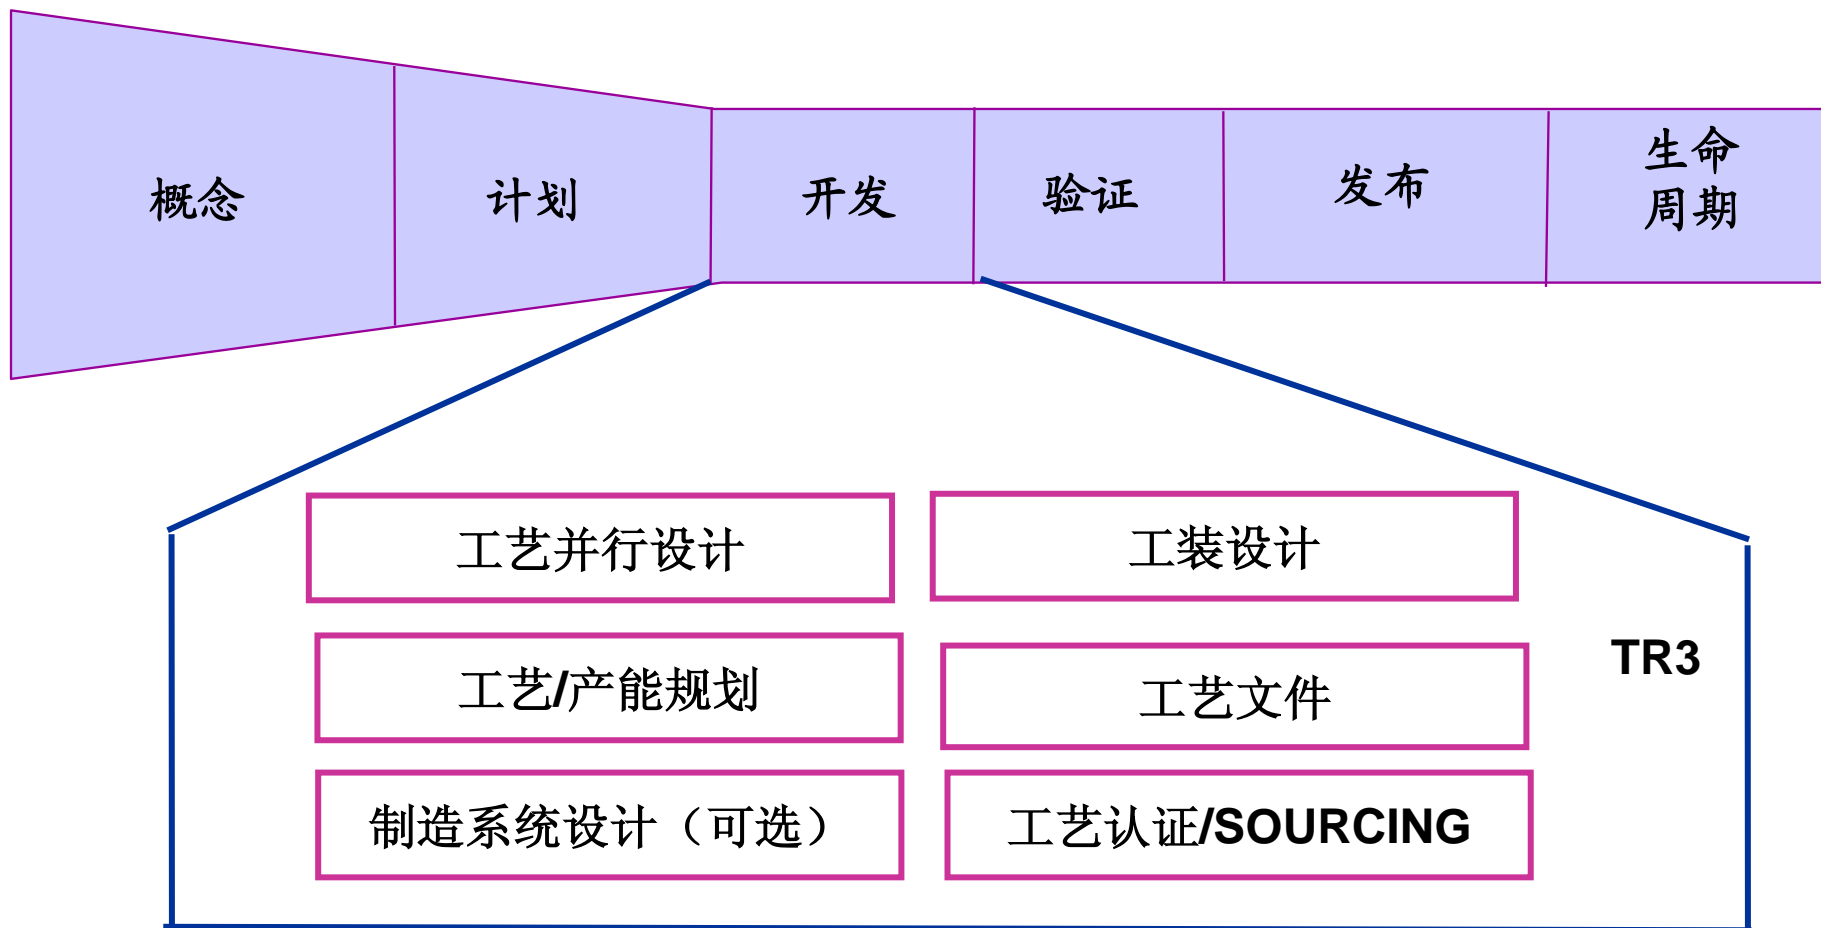 概念
计划
开发
验证
发布
生命
周期
工艺并行设计
工装设计
工艺/产能规划
工艺文件
TR3
制造系统设计（可选）
工艺认证/SOURCING